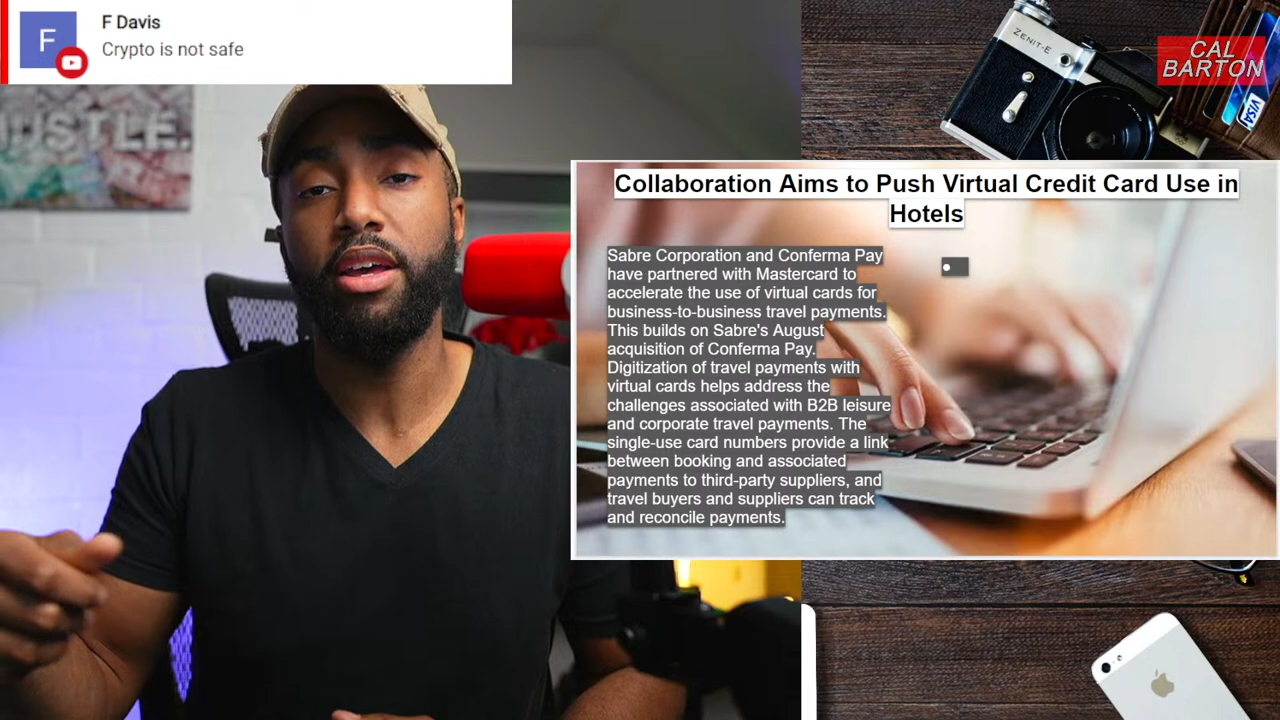 F Davis
F
Crypto is not safe
ZENIT-E
CAL
BARTON
VISA
HUSTLE.
Collaboration Aims to Push Virtual Credit Card Use in
Hotels
Sabre Corporation and Conferma Pay
have partnered with Mastercard to
accelerate the use of virtual cards for
business-to-business travel payments.
This builds on Sabre's August
acquisition of Conferma Pay.
Digitization of travel payments with
virtual cards helps address the
challenges associated with B2B leisure
and corporate travel payments. The
single-use card numbers provide a link
between booking and associated
payments to third-party suppliers, and
travel buyers and suppliers can track
and reconcile payments.